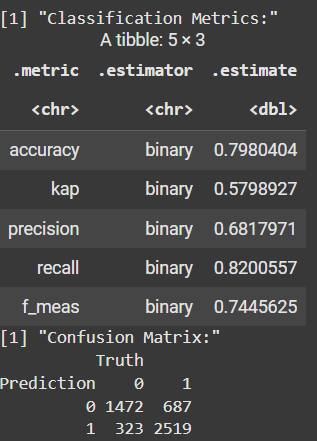 [1] "Classification Metrics:"
A tibble: 5 × 3
.metric .estimator .estimate
<chr> <chr> <dbl>
accuracy binary 0.7980404
kap binary 0.5798927
precision binary 0.6817971
recall binary 0.8200557
f_meas binary 0.7445625
[1] "Confusion Matrix:"
Truth
Prediction 0 1
0 1472 687
1 323 2519